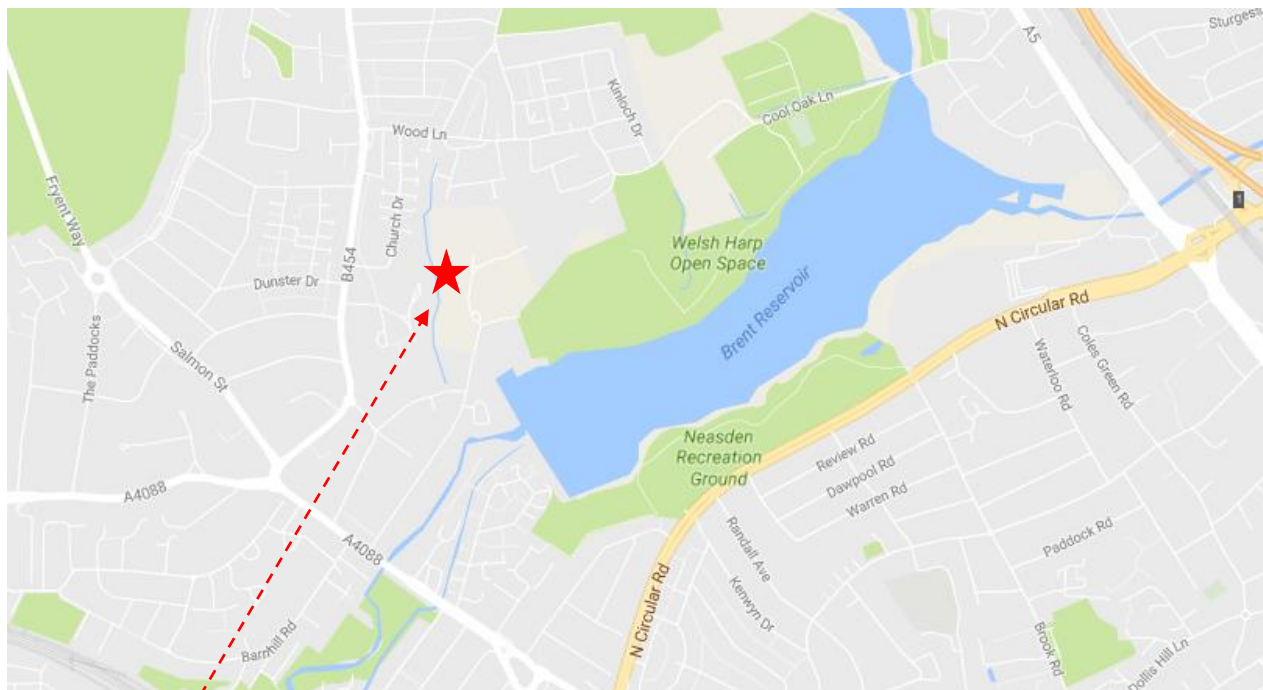 Sturgess
A5
Kinloch Dr
Cool Oak Ln
Wood Ln
Fryent Way
Church Dr
B454
1
Welsh Harp
Open Space
Dunster Dr
Brent Reservoir
N Circular Rd
The Paddocks
Salmon St
Waterloo Rd
Coles Green Rd
Neasden
Recreation
Ground
Review Rd
Dawpool Rd
Warren Rd
A4088
A4088
Randall Ave
Paddock Rd
Kenwyn Dr
N Circular Rd
Barnhill Rd
Brook Rd
Dollis Hill Ln